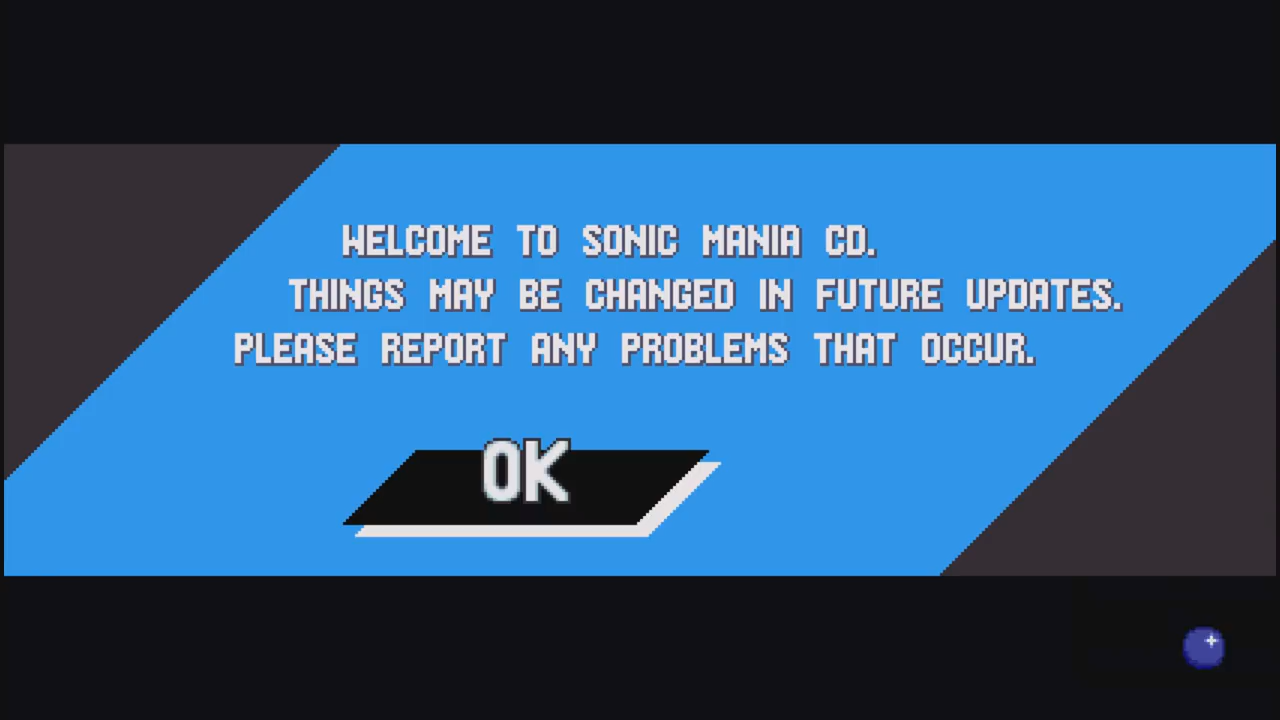 WELCOME TO SONIC MANIA CD.
THINGS MAY BE CHANGED IN FUTURE UPDATES.
PLEASE REPORT ANY PROBLEMS THAT OCCUR.
OK